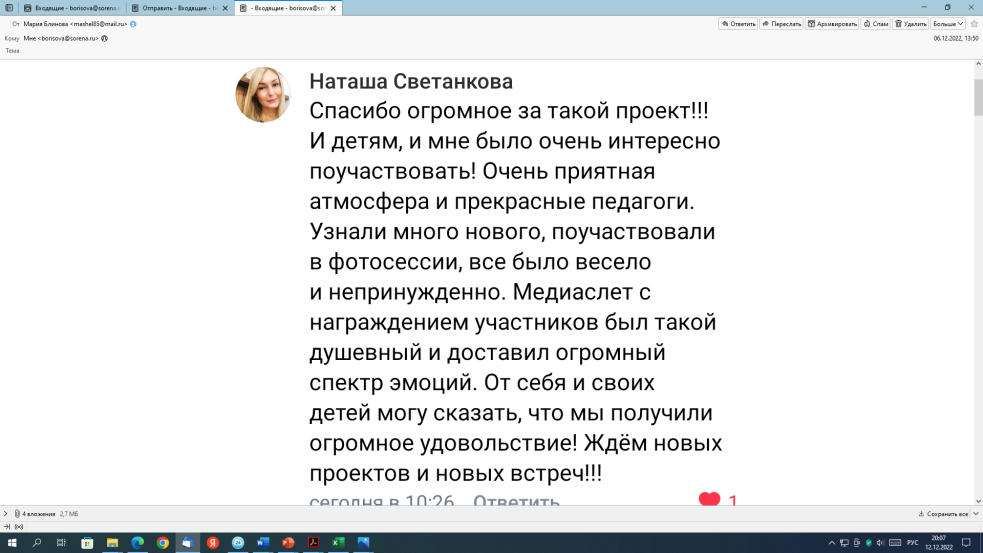 Входящие - borisova@sorena
Отправить - Входящие - bo
- Входящие - borisova@sore
От Мария Блинова <mashel85@mail.ru>
Ответить Переслать Архивировать Спам Удалить Больше
Кому Мне <borisova@sorena.ru>
06.12.2022, 13:50
Тема
Наташа Светанкова
Спасибо огромное за такой проект!!!
И детям, и мне было очень интересно
поучаствовать! Очень приятная
атмосфера и прекрасные педагоги.
Узнали много нового, поучаствовали
в фотосессии, все было весело
и непринужденно. Медиаслет с
награждением участников был такой
душевный и доставил огромный
спектр эмоций. От себя и своих
детей могу сказать, что мы получили
огромное удовольствие! Ждём новых
проектов и новых встреч!!!
сегодня в 10:26 Ответить 1
4 вложения 2,7 МБ
Сохранить все
РУС
20:07
12.12.2022